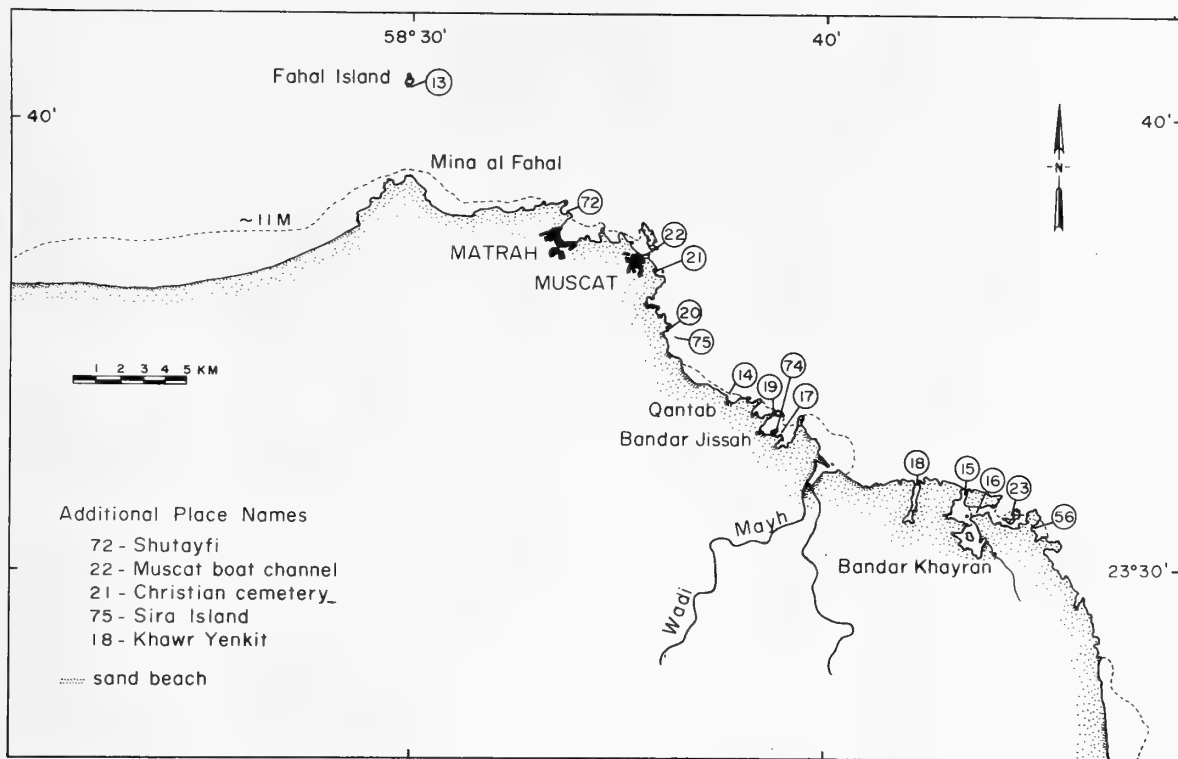 58° 30'
40'
Fahal Island
13
40'
40'
N
Mina al Fahal
~11M
72
MATRAH
22
MUSCAT
21
20
75
1 2 3 4 5 KM
14
19
74
17
Qantab
Bandar Jissah
18
15
16
23
56
Mayh
Wadi
Bandar Khayran
23° 30'
Additional Place Names
72 - Shutayfi
22 - Muscat boat channel
21 - Christian cemetery
75 - Sira Island
18 - Khawr Yenkit
sand beach